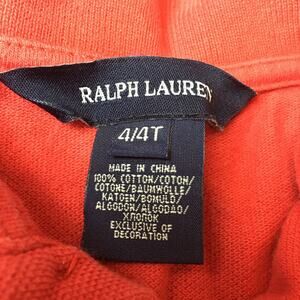 RALPH LAUREN
4/4T
MADE IN CHINA
100% COTTON/COTON/
COTONE/BAUMWOLLE/
KATOEN/BOMULD/
ALGODON/ALGODAO/
ΧΠΟΠΟΚ
EXCLUSIVE OF
DECORATION